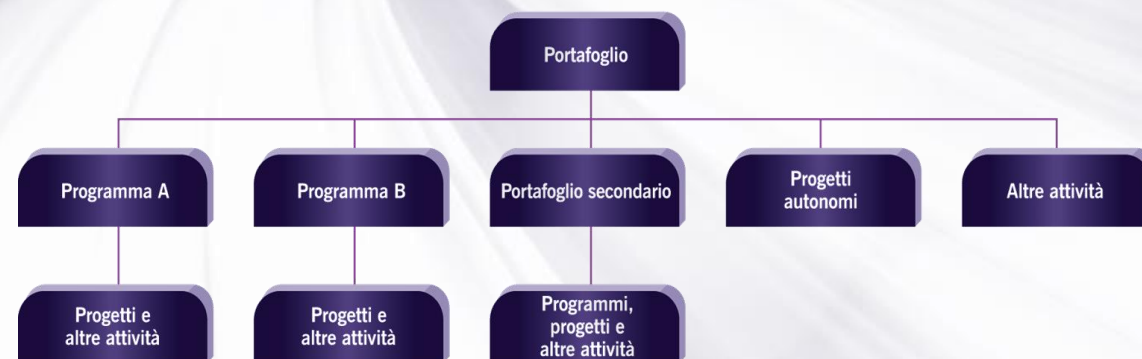 Portafoglio
Programma A
Programma B
Portafoglio secondario
Progetti
autonomi
Altre attività
Progetti e
altre attività
Progetti e
altre attività
Programmi,
progetti e
altre attività